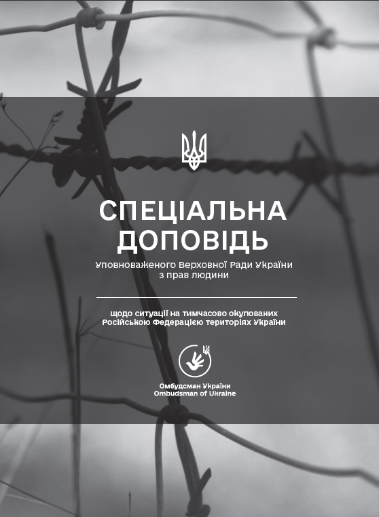 СПЕЦІАЛЬНА
ДОПОВІДЬ
Уповноваженого Верховної Ради України
з прав людини
щодо ситуації на тимчасово окупованих
Російською Федерацією територіях України
Омбудсман України
Ombudsman of Ukraine